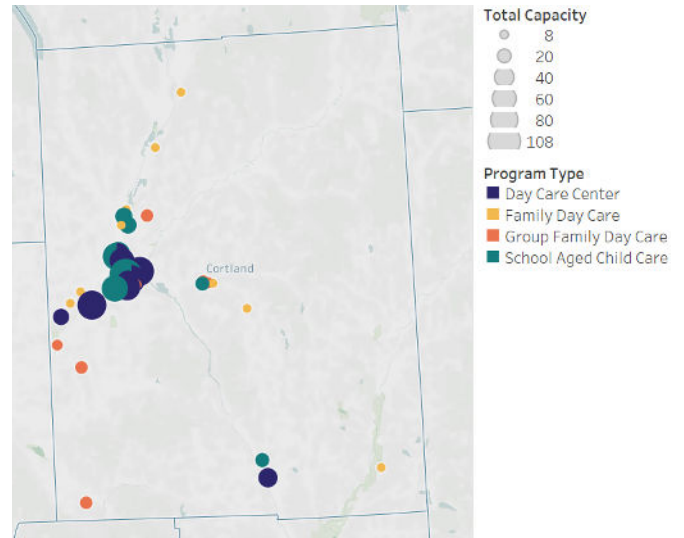 Total Capacity
8
20
40
60
80
108
Program Type
Day Care Center
Family Day Care
Group Family Day Care
School Aged Child Care
Cortland